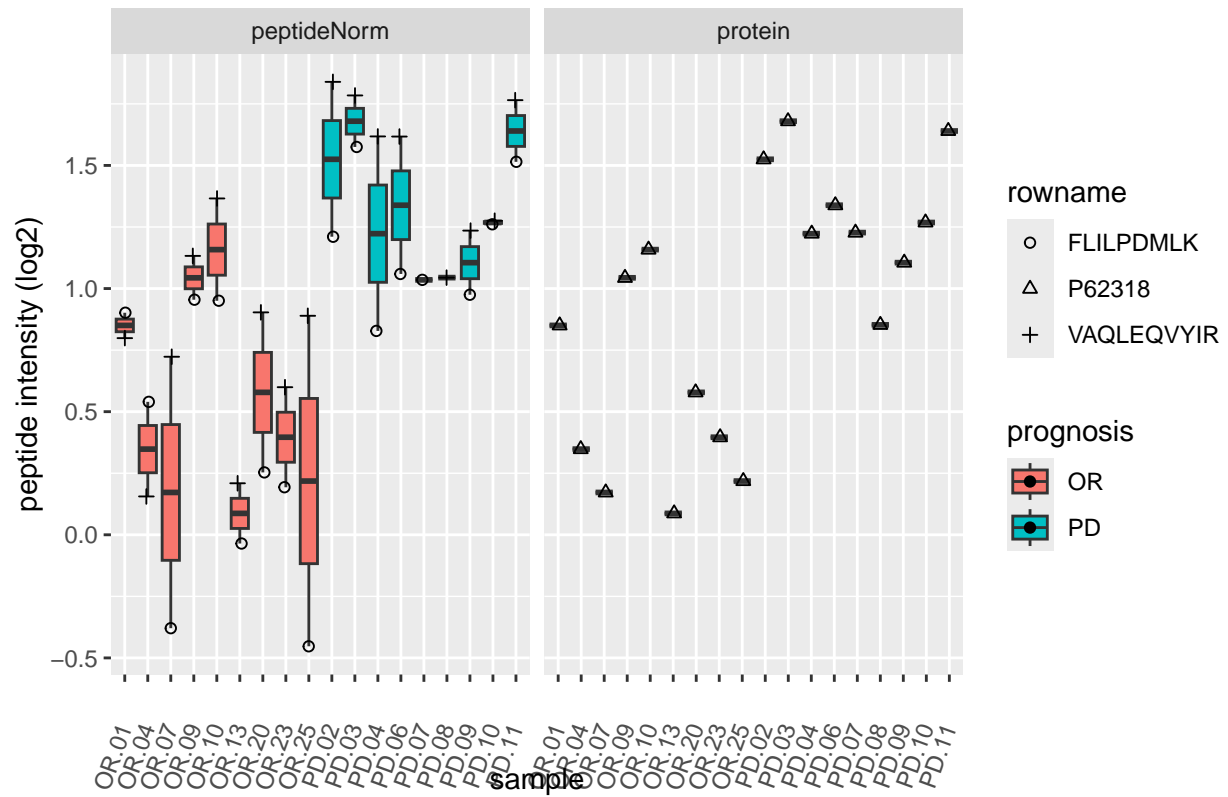 peptideNorm protein
peptide intensity (log2)
1.5
1.0
0.5
0.0
−0.5
OR.01 OR.04 OR.07 OR.09 OR.10 OR.13 OR.20 OR.23 OR.25 PD.02 PD.03 PD.04 PD.06 PD.07 PD.08 PD.09 PD.10 PD.11 OR.01 OR.04 OR.07 OR.09 OR.10 OR.13 OR.20 OR.23 OR.25 PD.02 PD.03 PD.04 PD.06 PD.07 PD.08 PD.09 PD.10 PD.11
sample
rowname
FLILPDMLK
P62318
VAQLEQVYIR
prognosis
OR
PD